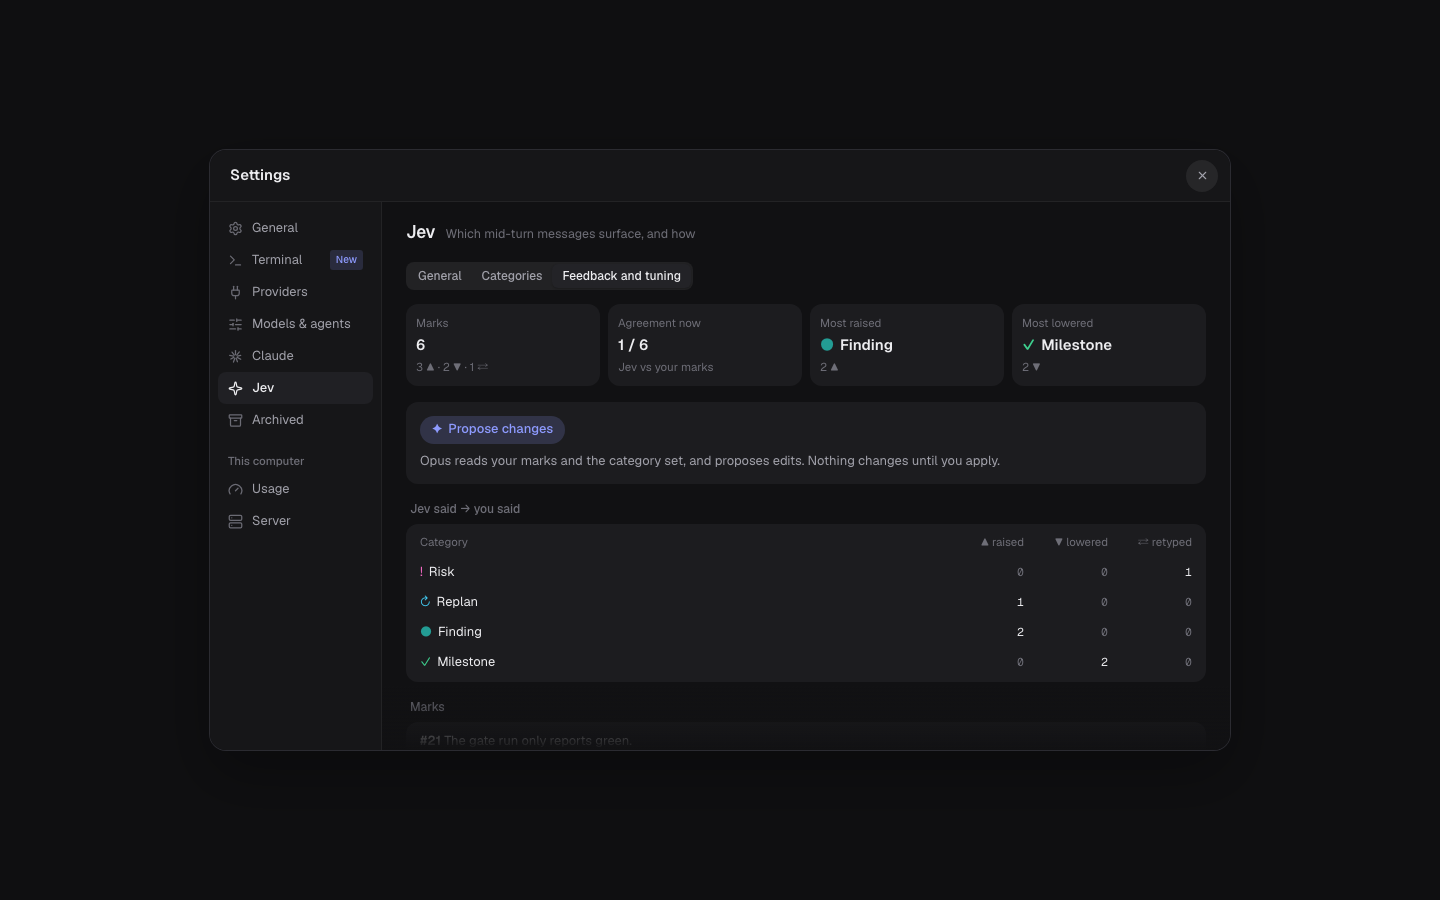 Settings
General
Terminal New
Providers
Models & agents
Claude
Jev
Archived
This computer
Usage
Server
Jev Which mid-turn messages surface, and how
General Categories Feedback and tuning
Marks
6
3 ▲ · 2 ▼ · 1 ⇄
Agreement now
1 / 6
Jev vs your marks
Most raised
Finding
2 ▲
Most lowered
✓ Milestone
2 ▼
✦ Propose changes
Opus reads your marks and the category set, and proposes edits. Nothing changes until you apply.
Jev said → you said
Category ▲ raised ▼ lowered ⇄ retyped
! Risk 0 0 1
↻ Replan 1 0 0
Finding 2 0 0
✓ Milestone 0 2 0
Marks
#21 The gate run only reports green.